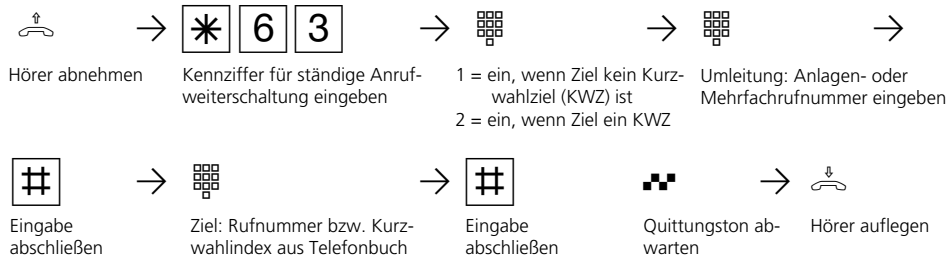 * 6 3
Hörer abnehmen
Kennziffer für ständige Anruf-
weiterschaltung eingeben
1 = ein, wenn Ziel kein Kurz-
wahlziel (KWZ) ist
2 = ein, wenn Ziel ein KWZ
Umleitung: Anlagen- oder
Mehrfachrufnummer eingeben
#
Eingabe
abschließen
Ziel: Rufnummer bzw. Kurz-
wahlindex aus Telefonbuch
#
Eingabe
abschließen
Quittungston ab-
warten
Hörer auflegen